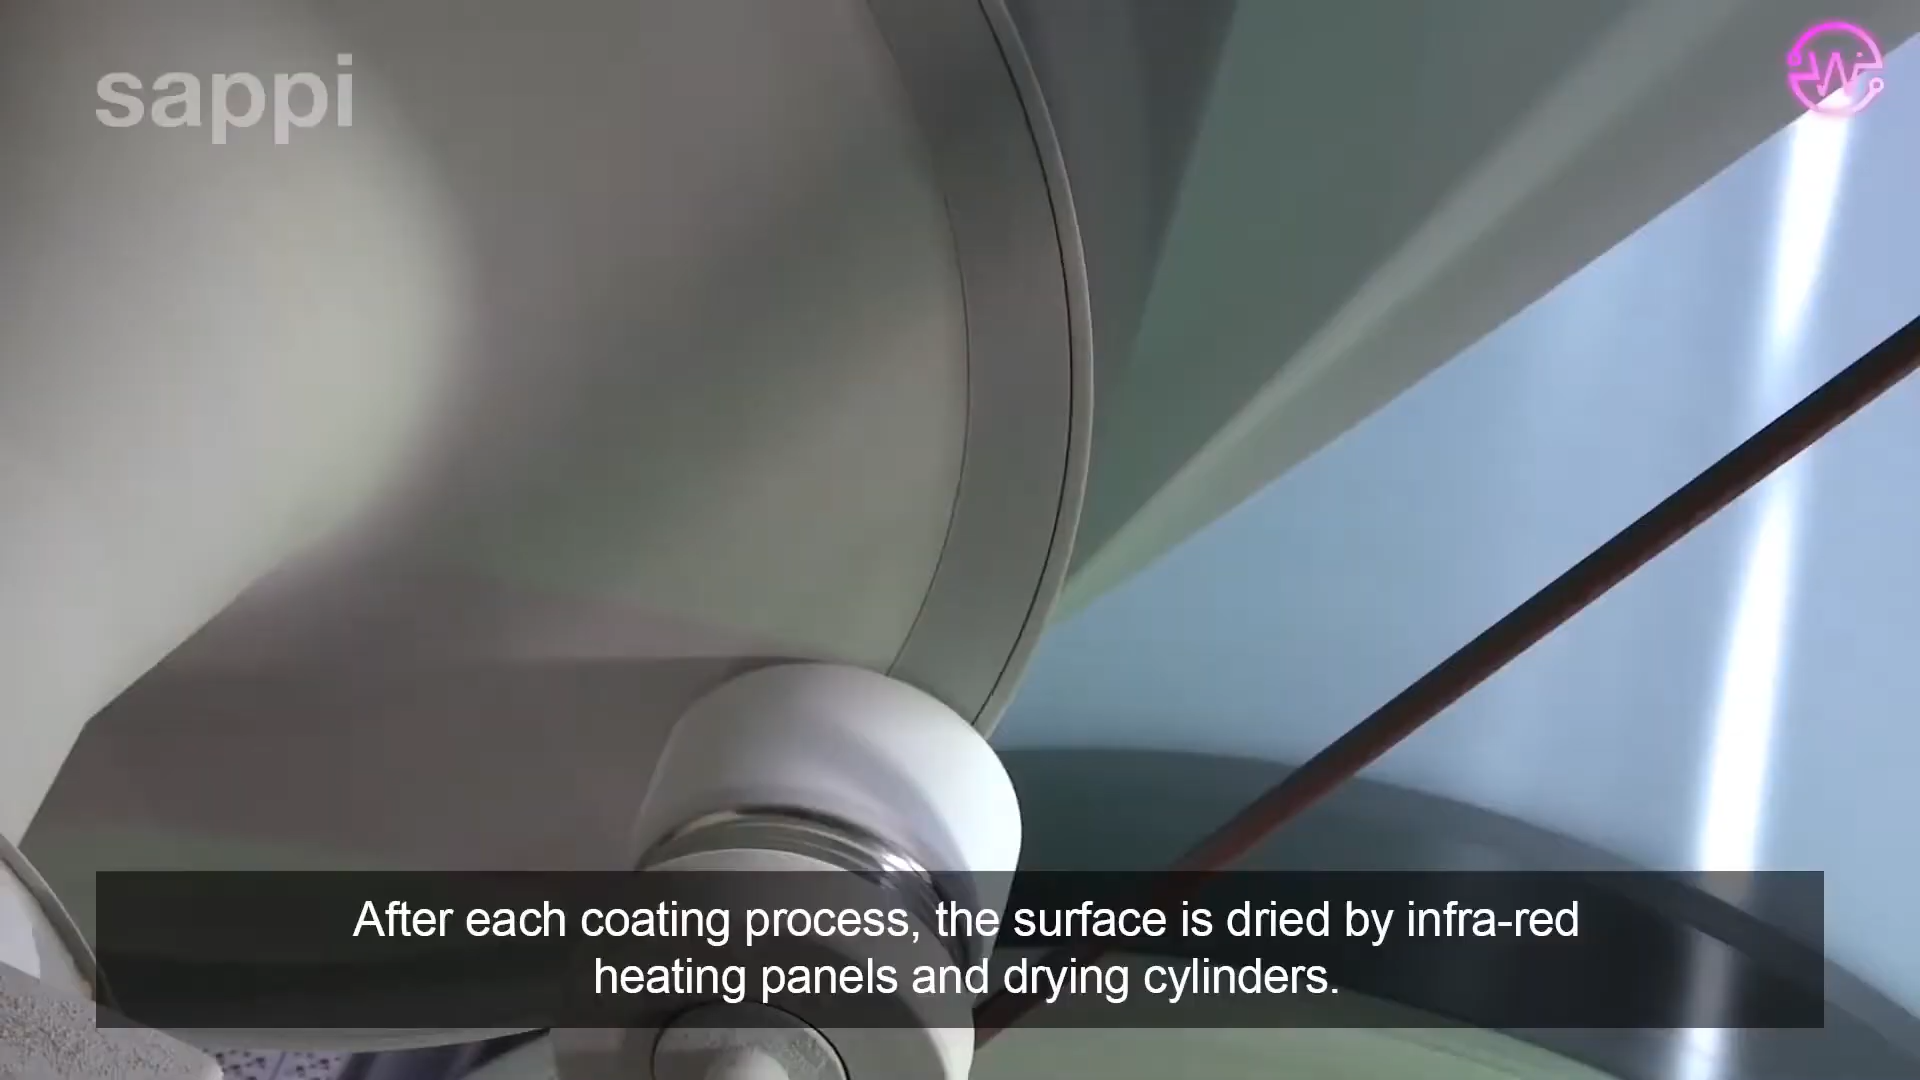 sappi
After each coating process, the surface is dried by infra-red
heating panels and drying cylinders.